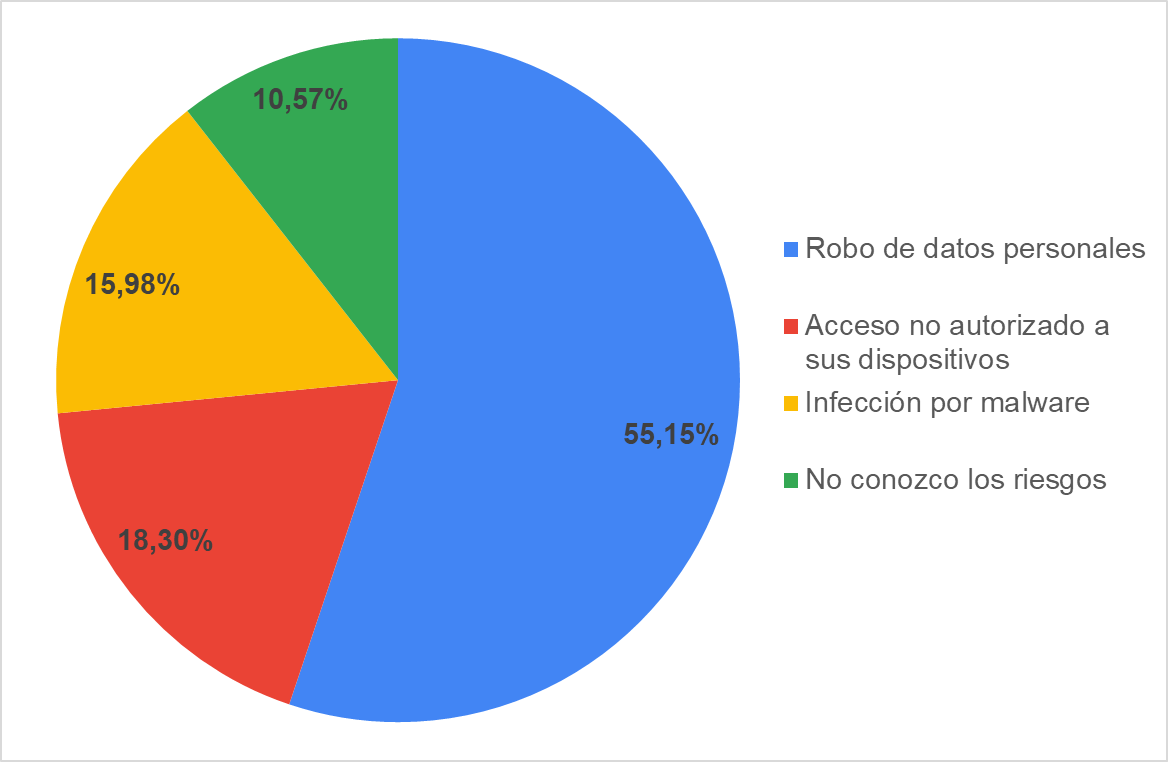 10,57%
15,98%
55,15%
18,30%
Robo de datos personales
Acceso no autorizado a
sus dispositivos
Infección por malware
No conozco los riesgos